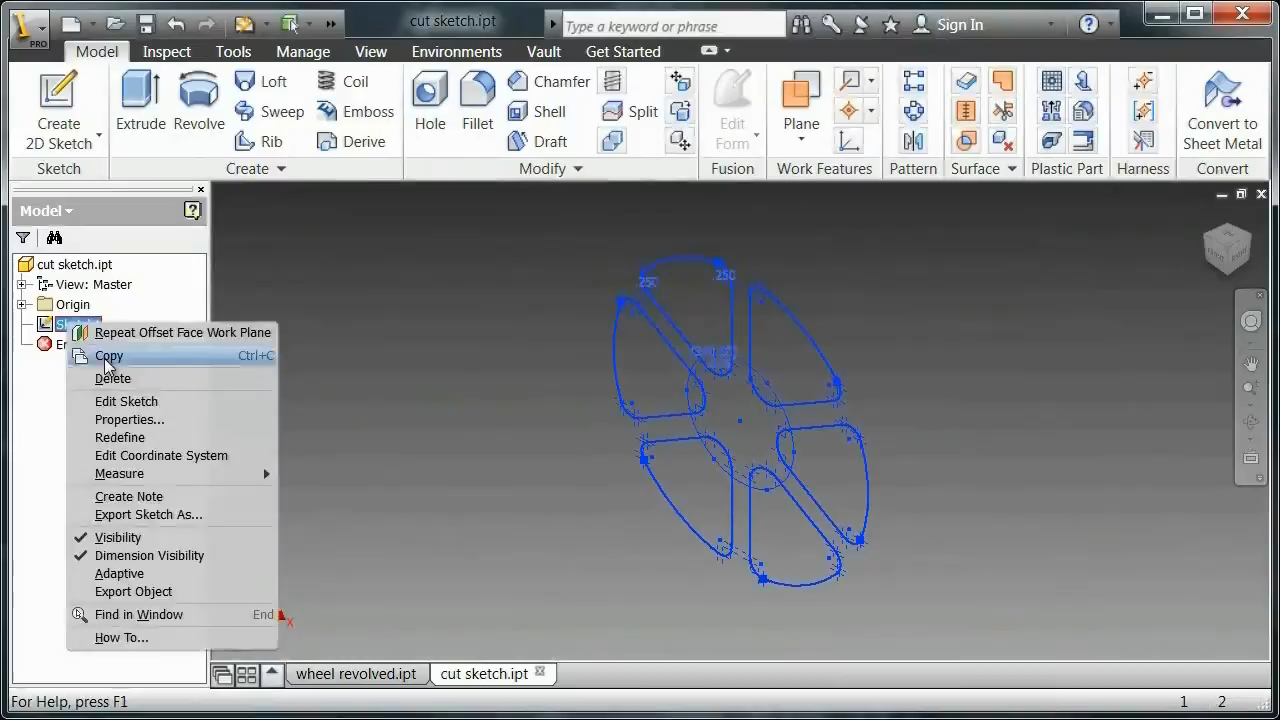 PRO
cut sketch.ipt
Type a keyword or phrase
Sign In
Model Inspect Tools Manage View Environments Vault Get Started
Create 2D Sketch
Extrude
Revolve
Loft
Sweep
Rib
Coil
Emboss
Derive
Hole
Fillet
Chamfer
Shell
Draft
Split
Edit Form
Plane
Convert to Sheet Metal
Sketch Create Modify Fusion Work Features Pattern Surface Plastic Part Harness Convert
Model
cut sketch.ipt
View: Master
Origin
Repeat Offset Face Work Plane
Copy Ctrl+C
Delete
Edit Sketch
Properties...
Redefine
Edit Coordinate System
Measure
Create Note
Export Sketch As...
Visibility
Dimension Visibility
Adaptive
Export Object
Find in Window End
How To...
.250
.250
X
wheel revolved.ipt cut sketch.ipt
For Help, press F1
1 2